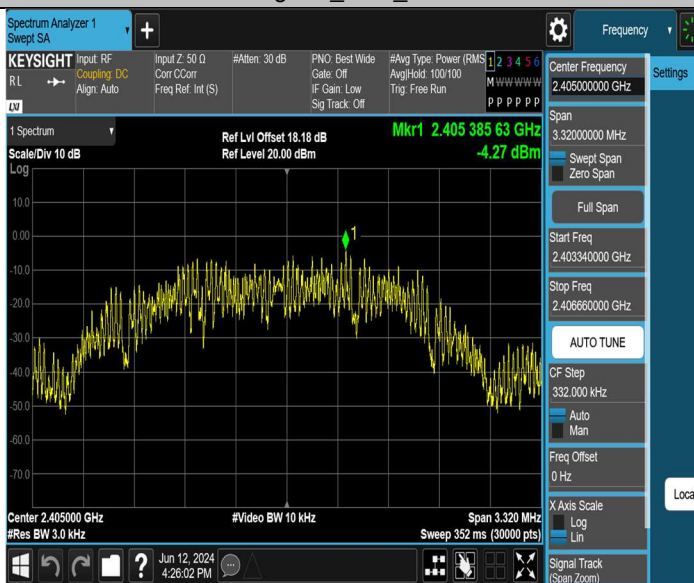 Spectrum Analyzer 1
Swept SA
Frequency
KEYSIGHT
RL
LXI
Input: RF
Coupling: DC
Align: Auto
Input Z: 50 Ω
Corr CCorr
Freq Ref: Int (S)
#Atten: 30 dB
PNO: Best Wide
Gate: Off
IF Gain: Low
Sig Track: Off
#Avg Type: Power (RMS
Avg|Hold: 100/100
Trig: Free Run
1 2 3 4 5 6
M W W W W W
P P P P P P
1 Spectrum
Scale/Div 10 dB
Ref Lvl Offset 18.18 dB
Ref Level 20.00 dBm
Mkr1 2.405 385 63 GHz
-4.27 dBm
Log
10.0
0.00
-10.0
-20.0
-30.0
-40.0
-50.0
-60.0
-70.0
1
Center 2.405000 GHz
#Res BW 3.0 kHz
#Video BW 10 kHz
Span 3.320 MHz
Sweep 352 ms (30000 pts)
Jun 12, 2024
4:26:02 PM
Center Frequency
2.405000000 GHz
Span
3.32000000 MHz
Swept Span
Zero Span
Full Span
Start Freq
2.403340000 GHz
Stop Freq
2.406660000 GHz
AUTO TUNE
CF Step
332.000 kHz
Auto
Man
Freq Offset
0 Hz
X Axis Scale
Log
Lin
Signal Track
(Span Zoom)
Settings
Loca